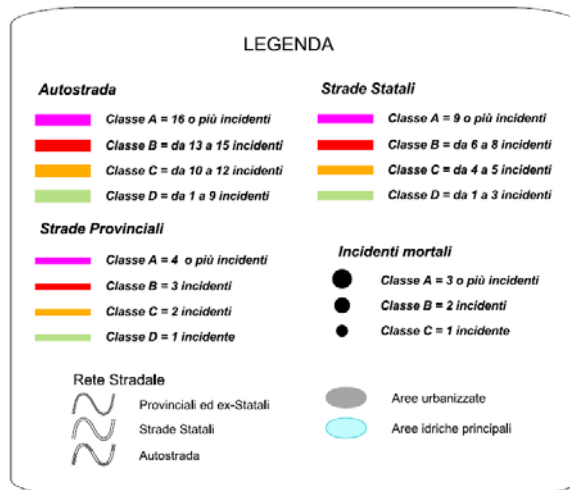 LEGENDA
Autostrada
Classe A = 16 o più incidenti
Classe B = da 13 a 15 incidenti
Classe C = da 10 a 12 incidenti
Classe D = da 1 a 9 incidenti
Strade Statali
Classe A = 9 o più incidenti
Classe B = da 6 a 8 incidenti
Classe C = da 4 a 5 incidenti
Classe D = da 1 a 3 incidenti
Strade Provinciali
Classe A = 4 o più incidenti
Classe B = 3 incidenti
Classe C = 2 incidenti
Classe D = 1 incidente
Incidenti mortali
Classe A = 3 o più incidenti
Classe B = 2 incidenti
Classe C = 1 incidente
Rete Stradale
Provinciali ed ex-Statali
Strade Statali
Autostrada
Aree urbanizzate
Aree idriche principali